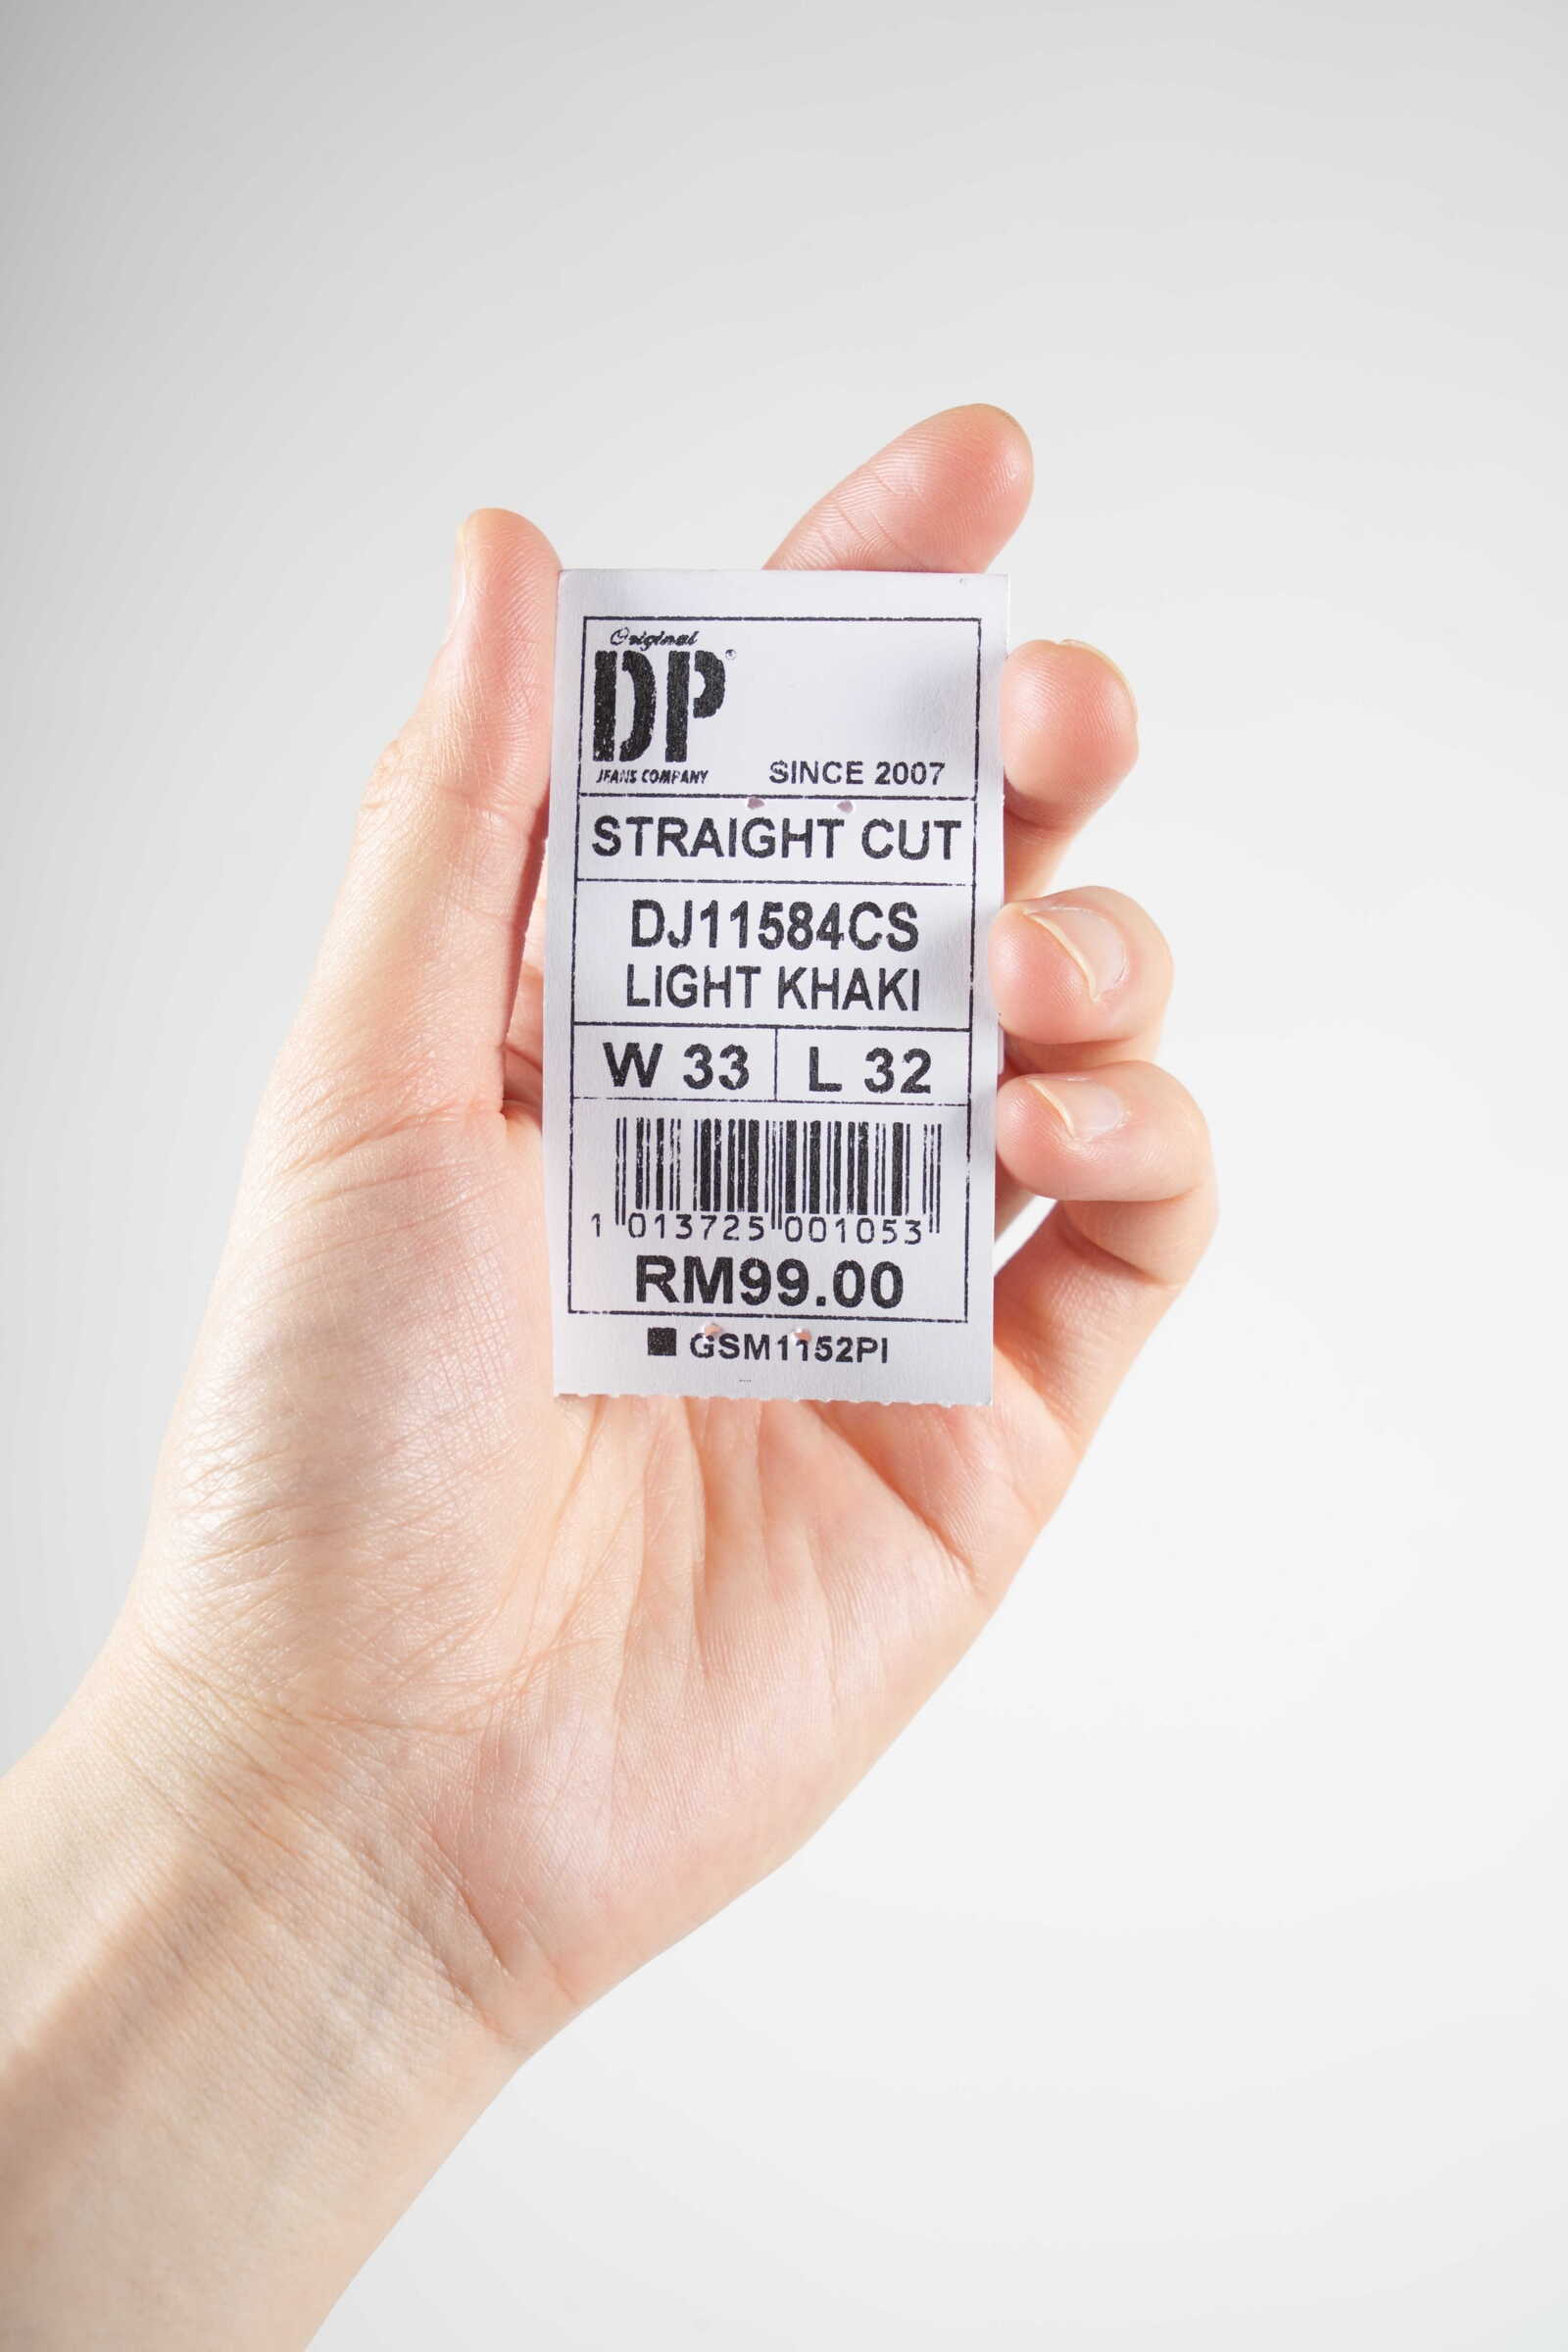 Original
DP®
JEANS COMPANY
SINCE 2007
STRAIGHT CUT
DJ11584CS
LIGHT KHAKI
W 33 L 32
1 013725 001053
RM99.00
GSM1152PI